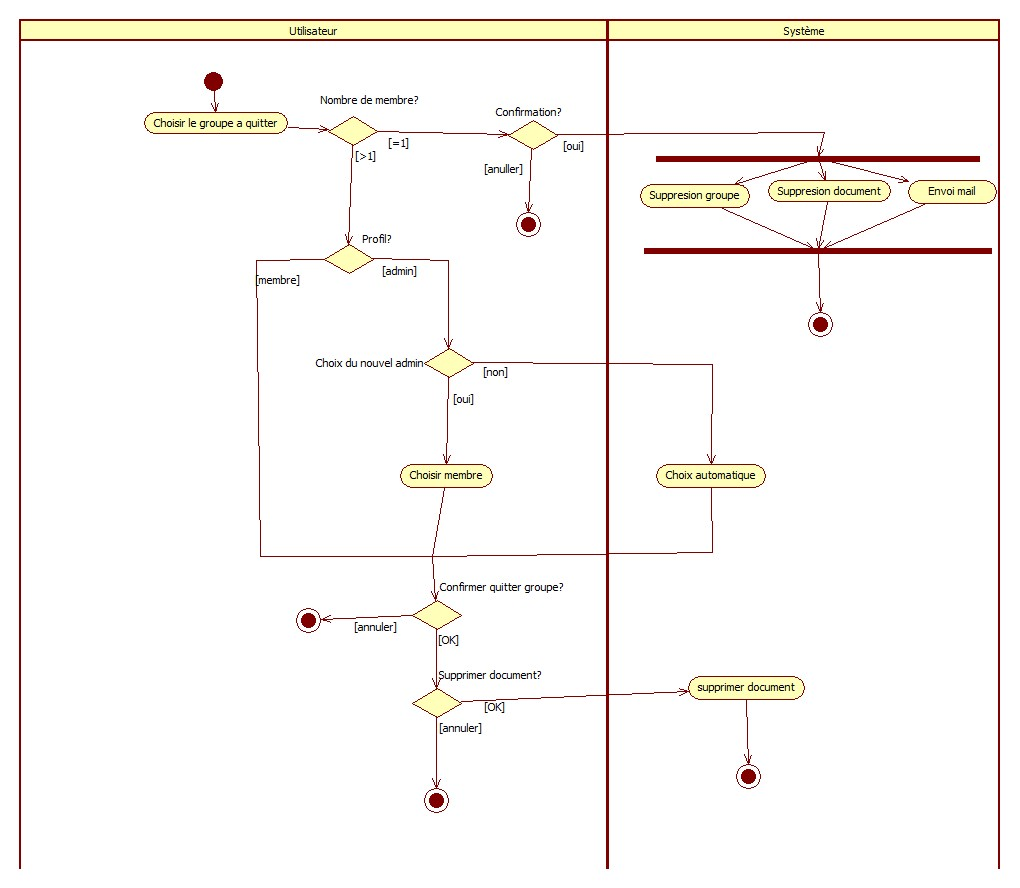 Utilisateur
Système
Nombre de membre?
Confirmation?
Choisir le groupe a quitter
[=1]
[oui]
[>1]
[anuller]
Suppresion groupe
Suppresion document
Envoi mail
Profil?
[membre]
[admin]
Choix du nouvel admin
[non]
[oui]
Choisir membre
Choix automatique
Confirmer quitter groupe?
[annuler]
[OK]
Supprimer document?
supprimer document
[OK]
[annuler]